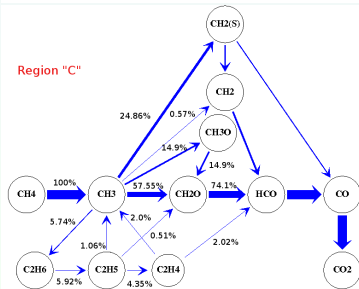 CH2(S)
Region "C"
CH2
24.86%
0.57%
CH3O
14.9%
14.9%
100%
57.55%
74.1%
CH4
CH3
CH2O
HCO
CO
2.0%
5.74%
0.51%
1.06%
2.02%
C2H6
C2H5
C2H4
CO2
5.92%
4.35%